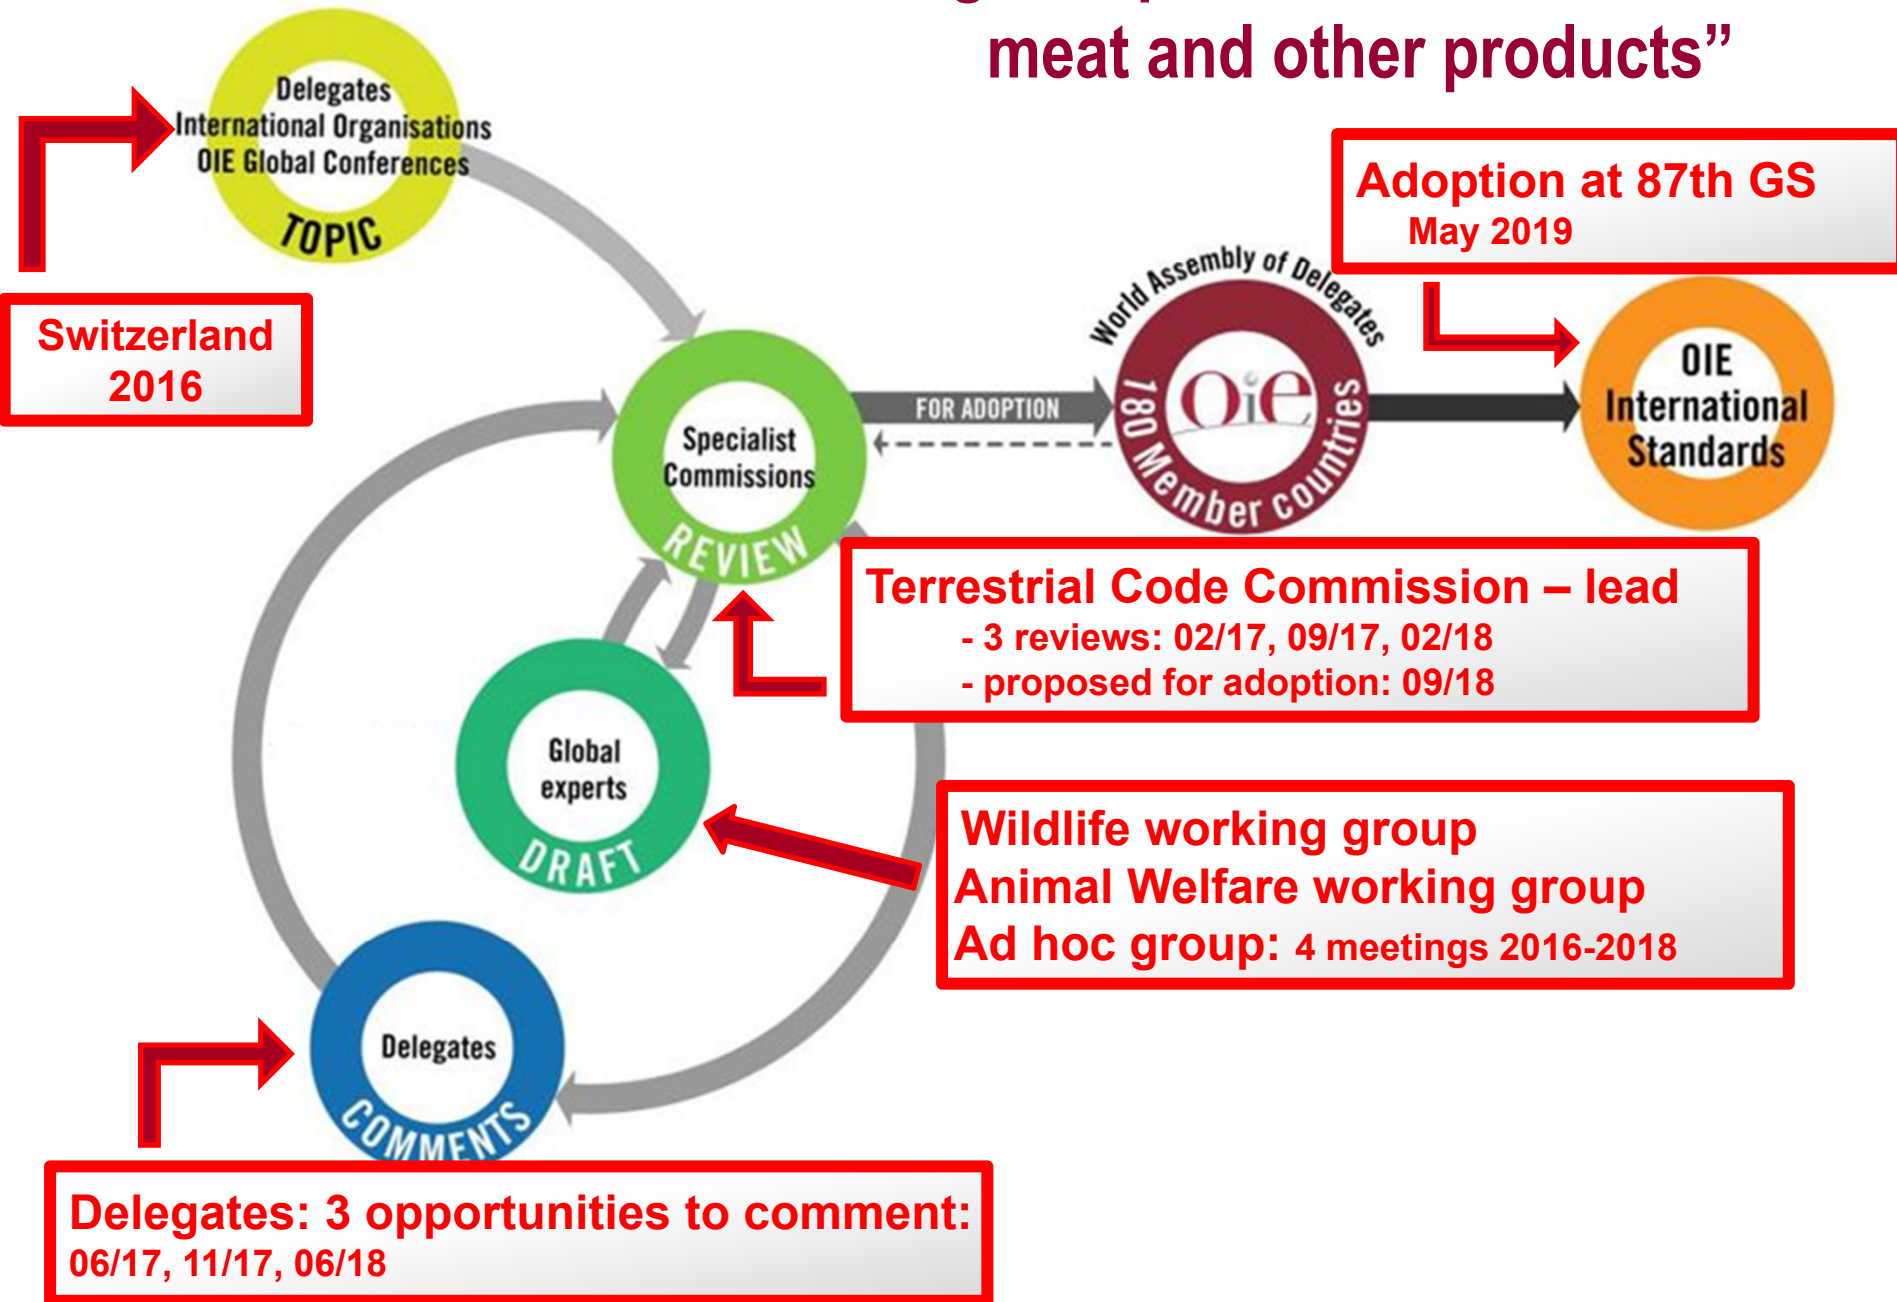 meat and other products”
Delegates
International Organisations
OIE Global Conferences
TOPIC
Adoption at 87th GS
May 2019
Switzerland
2016
World Assembly of Delegates
OiE
180 Member countries
FOR ADOPTION
OIE
International
Standards
Specialist
Commissions
REVIEW
Terrestrial Code Commission – lead
- 3 reviews: 02/17, 09/17, 02/18
- proposed for adoption: 09/18
Global
experts
DRAFT
Wildlife working group
Animal Welfare working group
Ad hoc group: 4 meetings 2016-2018
Delegates
COMMENTS
Delegates: 3 opportunities to comment:
06/17, 11/17, 06/18